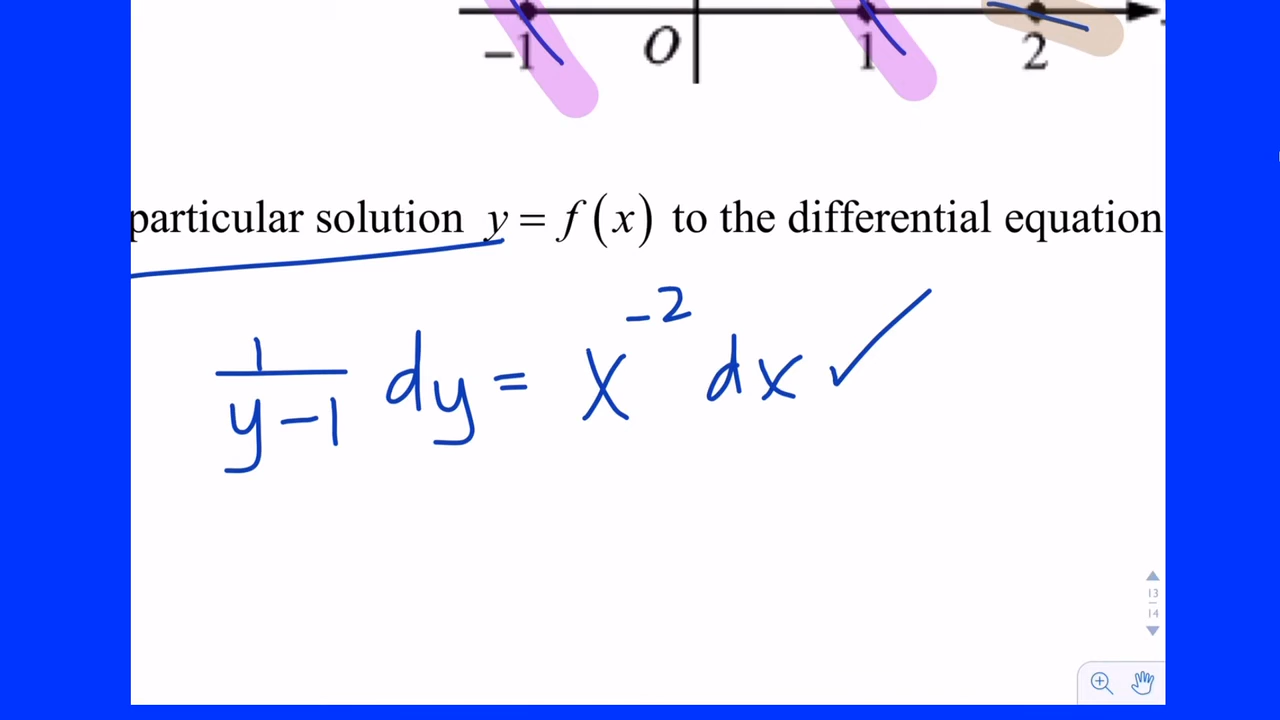 −1 O 1 2
particular solution y = f(x) to the differential equation
1/(y−1) dy = x^−2 dx ✓
13
14